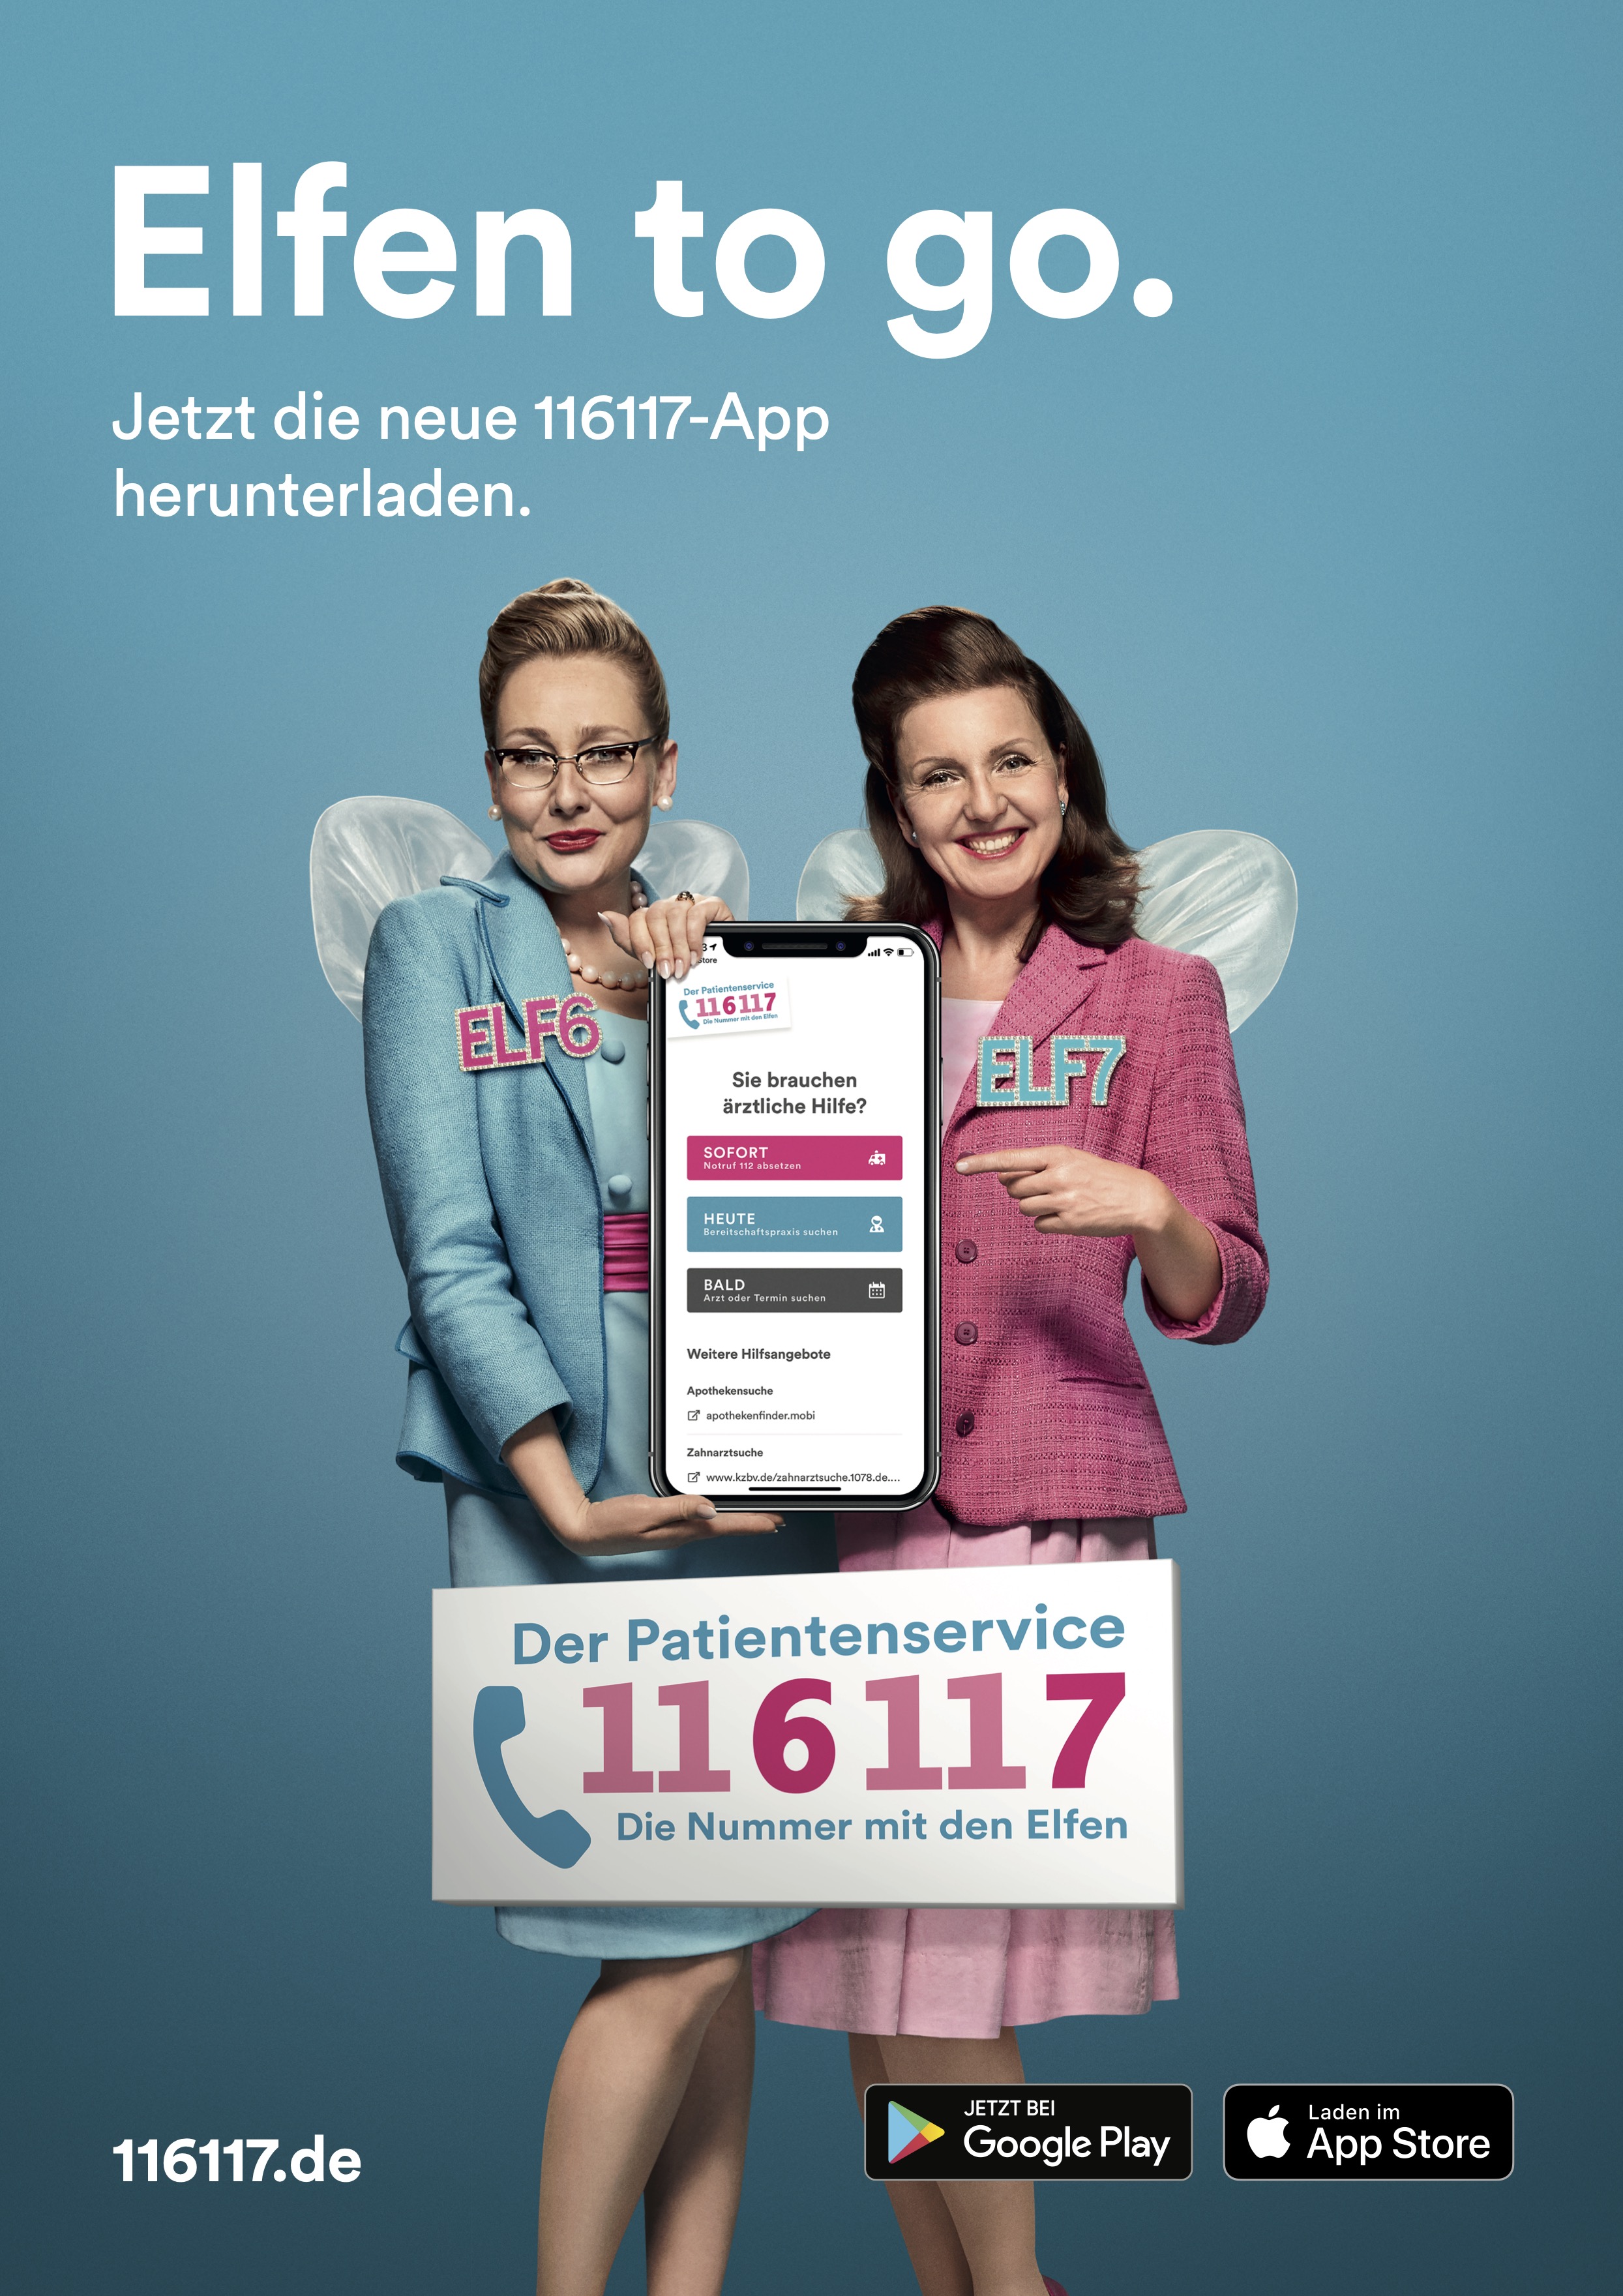 Elfen to go.
Jetzt die neue 116117-App
herunterladen.
ELF6
ELF7
Der Patientenservice
116117
Die Nummer mit den Elfen
Sie brauchen
ärztliche Hilfe?
SOFORT
Notruf 112 absetzen
HEUTE
Bereitschaftspraxis suchen
BALD
Arzt oder Termin suchen
Weitere Hilfsangebote
Apothekensuche
apothekenfinder.mobi
Zahnarztsuche
www.kzbv.de/zahnarztsuche.1078.de....
Der Patientenservice
116117
Die Nummer mit den Elfen
116117.de
JETZT BEI
Google Play
Laden im
App Store